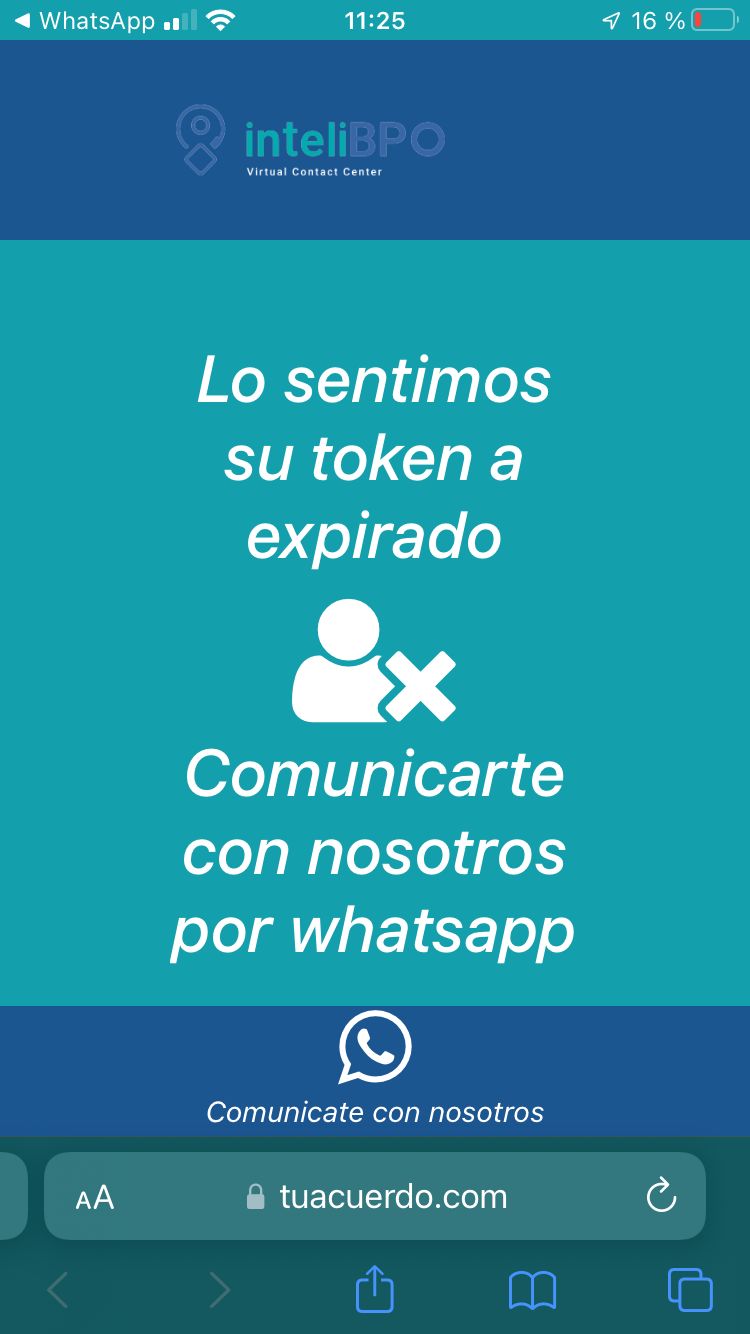 WhatsApp
11:25
16 %
inteliBPO
Virtual Contact Center
Lo sentimos
su token a
expirado
Comunicarte
con nosotros
por whatsapp
Comunicate con nosotros
AA
tuacuerdo.com